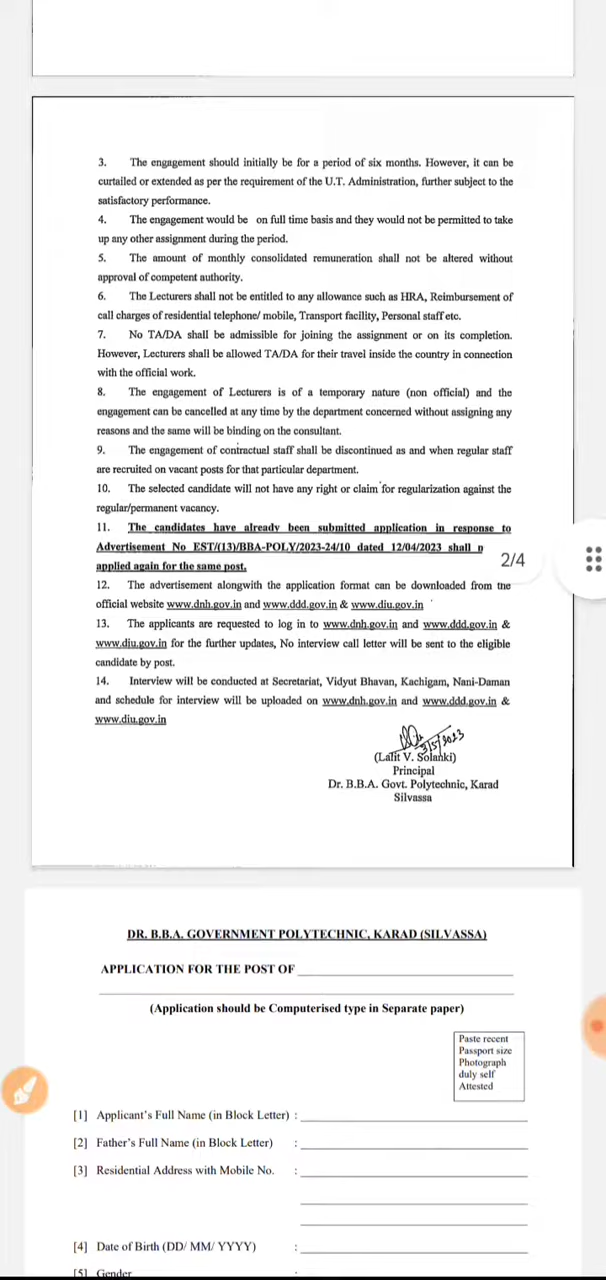 3. The engagement should initially be for a period of six months. However, it can be
curtailed or extended as per the requirement of the U.T. Administration, further subject to the
satisfactory performance.
4. The engagement would be on full time basis and they would not be permitted to take
up any other assignment during the period.
5. The amount of monthly consolidated remuneration shall not be altered without
approval of competent authority.
6. The Lecturers shall not be entitled to any allowance such as HRA, Reimbursement of
call charges of residential telephone/ mobile, Transport facility, Personal staff etc.
7. No TA/DA shall be admissible for joining the assignment or on its completion.
However, Lecturers shall be allowed TA/DA for their travel inside the country in connection
with the official work.
8. The engagement of Lecturers is of a temporary nature (non official) and the
engagement can be cancelled at any time by the department concerned without assigning any
reasons and the same will be binding on the consultant.
9. The engagement of contractual staff shall be discontinued as and when regular staff
are recruited on vacant posts for that particular department.
10. The selected candidate will not have any right or claim for regularization against the
regular/permanent vacancy.
11. The candidates have already been submitted application in response to
Advertisement No EST/(13)/BBA-POLY/2023-24/10 dated 12/04/2023 shall n
applied again for the same post.
2/4
12. The advertisement alongwith the application format can be downloaded from the
official website www.dnh.gov.in and www.ddd.gov.in & www.diu.gov.in
13. The applicants are requested to log in to www.dnh.gov.in and www.ddd.gov.in &
www.diu.gov.in for the further updates, No interview call letter will be sent to the eligible
candidate by post.
14. Interview will be conducted at Secretariat, Vidyut Bhavan, Kachigam, Nani-Daman
and schedule for interview will be uploaded on www.dnh.gov.in and www.ddd.gov.in &
www.diu.gov.in
3/5/2023
(Lalit V. Solanki)
Principal
Dr. B.B.A. Govt. Polytechnic, Karad
Silvassa
DR. B.B.A. GOVERNMENT POLYTECHNIC, KARAD (SILVASSA)
APPLICATION FOR THE POST OF
(Application should be Computerised type in Separate paper)
Paste recent
Passport size
Photograph
duly self
Attested
[1] Applicant's Full Name (in Block Letter) :
[2] Father's Full Name (in Block Letter) :
[3] Residential Address with Mobile No. :
[4] Date of Birth (DD/ MM/ YYYY) :
[5] Gender :